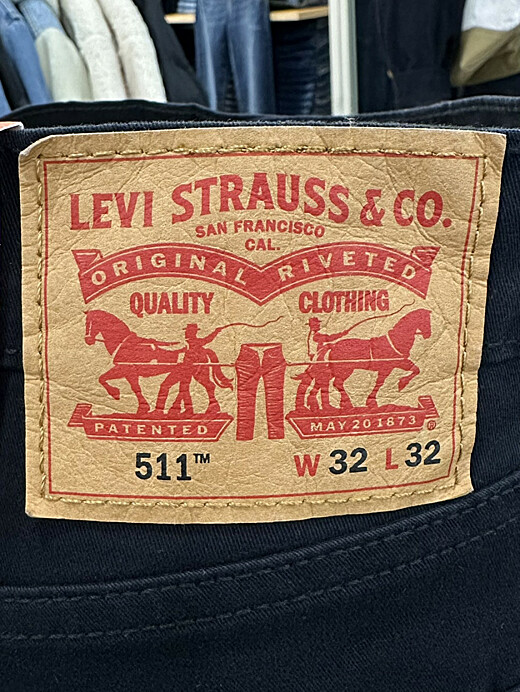 LEVI STRAUSS & CO.
SAN FRANCISCO
CAL.
ORIGINAL RIVETED
QUALITY CLOTHING
PATENTED MAY 20 1873 ®
511™ W 32 L 32